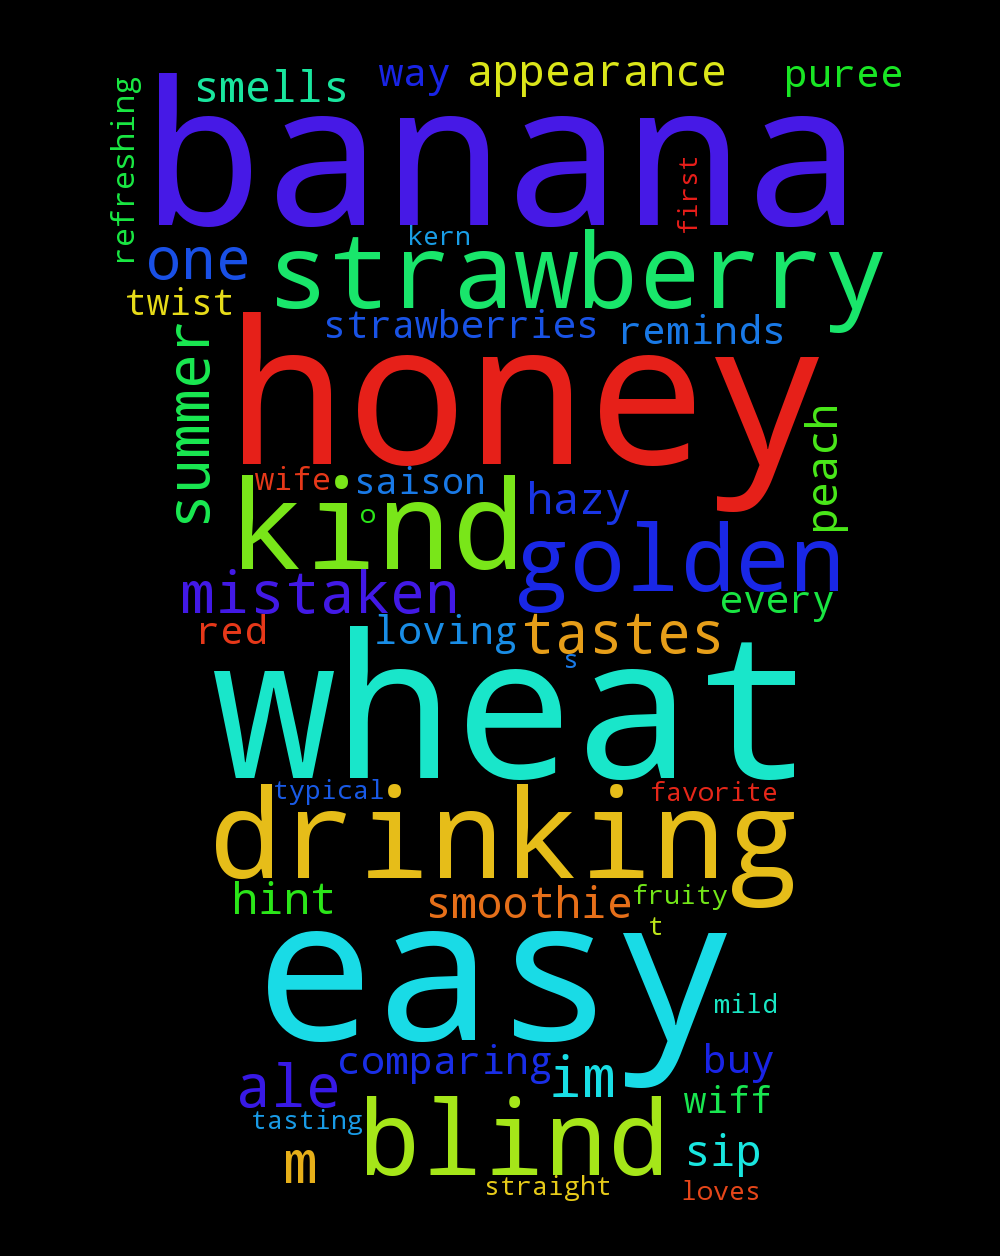 way appearance puree
smells
banana
refreshing
first
kern
one strawberry
twist
strawberries reminds
summer
honey
peach
wife saison hazy
kind
o
golden
mistaken every
red loving tastes
s
wheat
typical favorite
drinking
hint smoothie fruity
t
easy
mild
comparing buy
ale im
wiff
tasting blind
m sip
straight loves